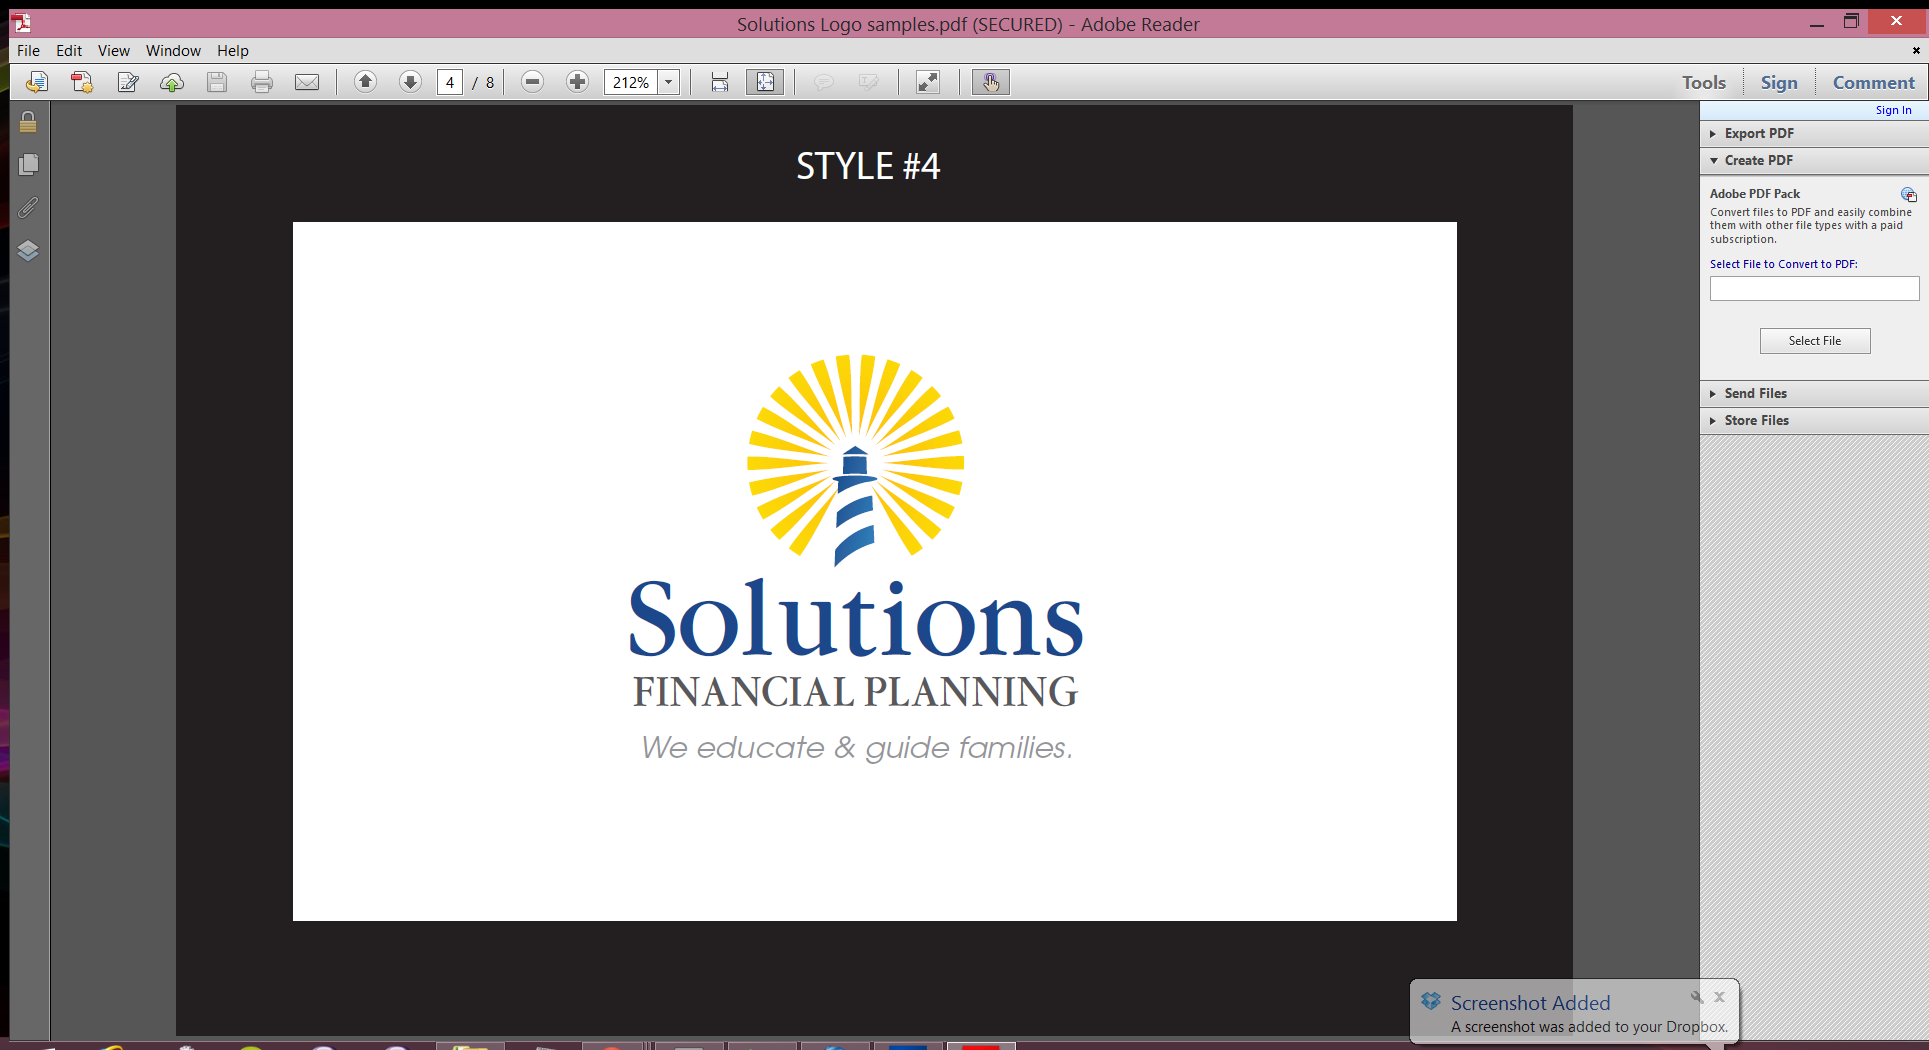 Solutions Logo samples.pdf (SECURED) - Adobe Reader
File Edit View Window Help
4 / 8 212% Tools Sign Comment
Sign In
Export PDF
Create PDF
Adobe PDF Pack
Convert files to PDF and easily combine
them with other file types with a paid
subscription.
Select File to Convert to PDF:
Select File
Send Files
Store Files
STYLE #4
Solutions
FINANCIAL PLANNING
We educate & guide families.
Screenshot Added
A screenshot was added to your Dropbox.